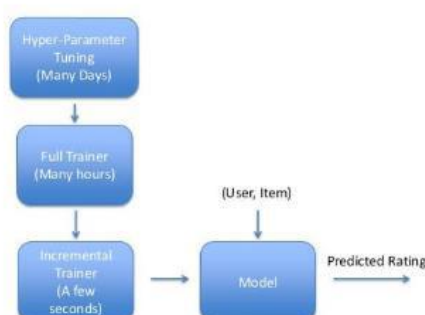 Hyper-Parameter
Tuning
(Many Days)
Full Trainer
(Many hours)
(User, Item)
Incremental
Trainer
(A few
seconds)
Model
Predicted Rating